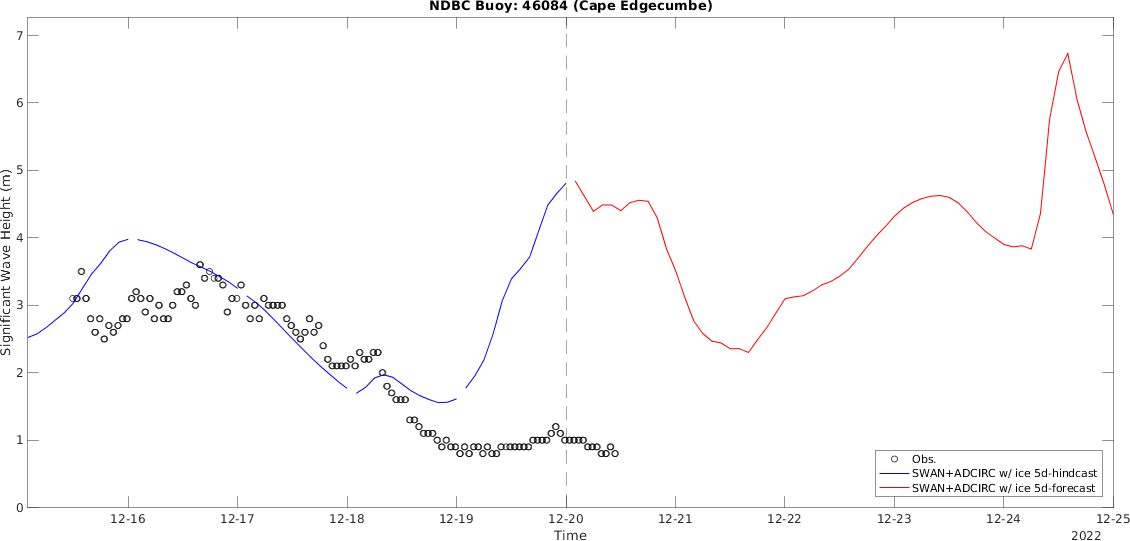 NDBC Buoy: 46084 (Cape Edgecumbe)
Significant Wave Height (m)
7
6
5
4
3
2
1
0
Obs.
SWAN+ADCIRC w/ ice 5d-hindcast
SWAN+ADCIRC w/ ice 5d-forecast
12-16 12-17 12-18 12-19 12-20 12-21 12-22 12-23 12-24 12-25
Time
2022